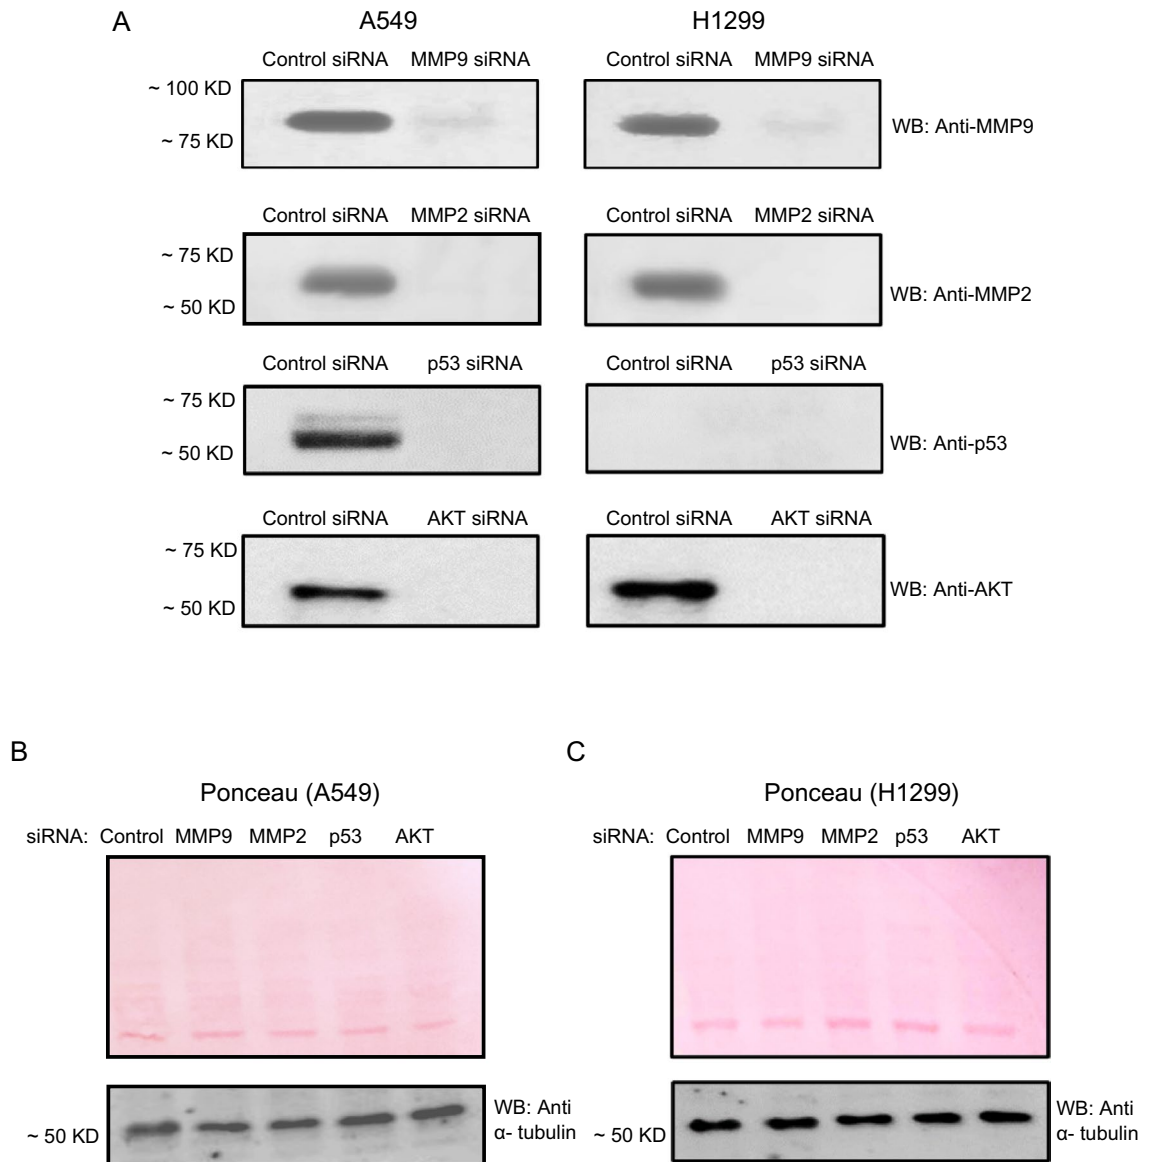 A
A549 H1299
Control siRNA MMP9 siRNA Control siRNA MMP9 siRNA
~ 100 KD
~ 75 KD
WB: Anti-MMP9
Control siRNA MMP2 siRNA Control siRNA MMP2 siRNA
~ 75 KD
~ 50 KD
WB: Anti-MMP2
Control siRNA p53 siRNA Control siRNA p53 siRNA
~ 75 KD
~ 50 KD
WB: Anti-p53
Control siRNA AKT siRNA Control siRNA AKT siRNA
~ 75 KD
~ 50 KD
WB: Anti-AKT
B
Ponceau (A549)
siRNA: Control MMP9 MMP2 p53 AKT
~ 50 KD
WB: Anti
α- tubulin
C
Ponceau (H1299)
siRNA: Control MMP9 MMP2 p53 AKT
~ 50 KD
WB: Anti
α- tubulin